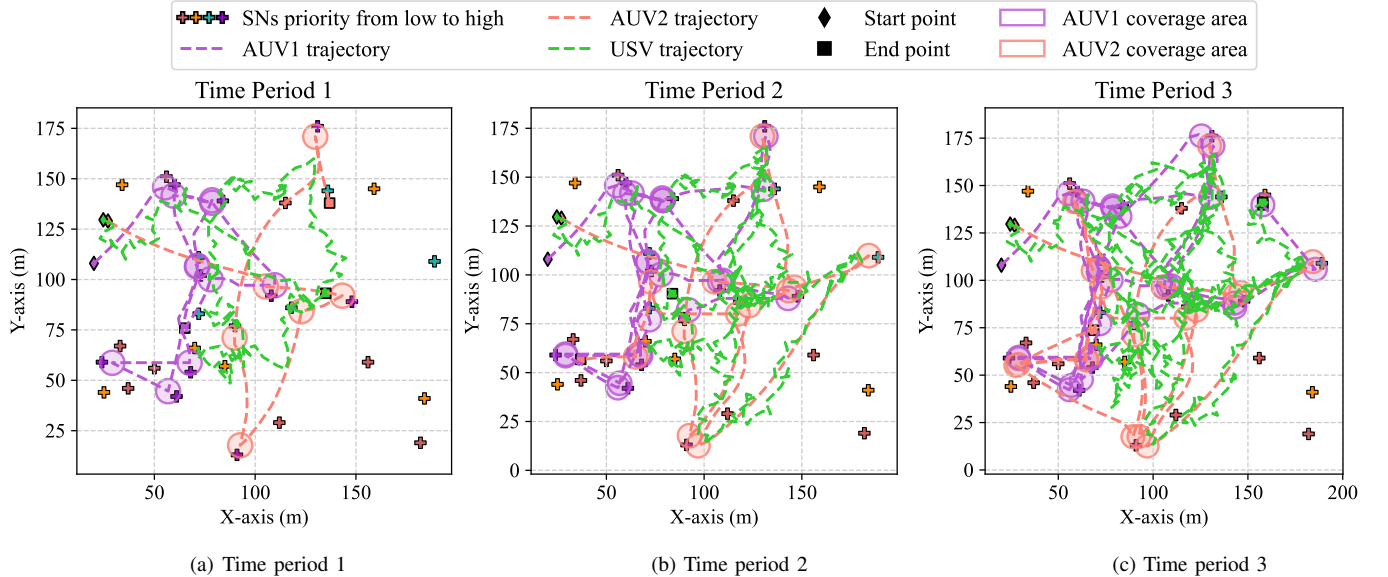 SNs priority from low to high AUV2 trajectory Start point AUV1 coverage area
AUV1 trajectory USV trajectory End point AUV2 coverage area
Time Period 1 Time Period 2 Time Period 3
Y-axis (m)
175
150
125
100
75
50
25
50 100 150
X-axis (m)
Y-axis (m)
175
150
125
100
75
50
25
0
50 100 150
X-axis (m)
Y-axis (m)
175
150
125
100
75
50
25
0
50 100 150 200
X-axis (m)
(a) Time period 1 (b) Time period 2 (c) Time period 3